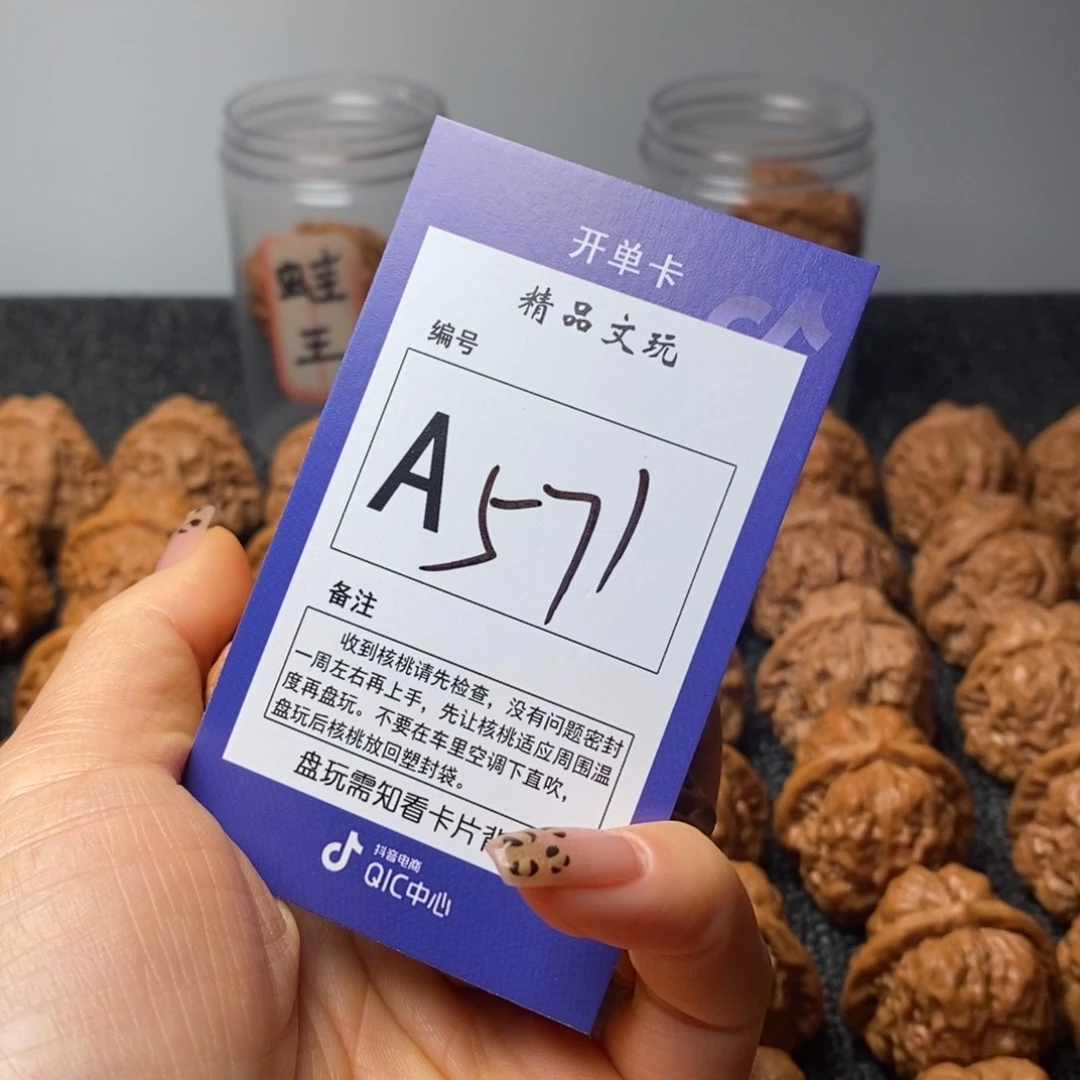 开单卡
精品文玩
编号
A571
备注
收到核桃请先检查，没有问题密封
一周左右再上手，先让核桃适应周围温
度再盘玩。不要在车里空调下直吹，
盘玩后核桃放回塑封袋。
盘玩需知看卡片背
抖音电商
QIC中心
蛙
王